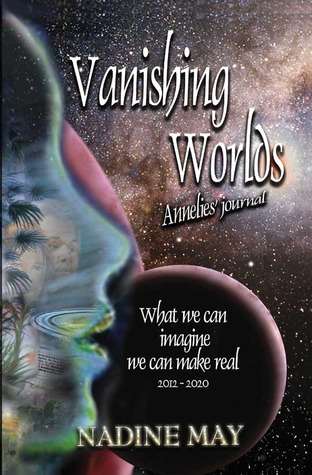 Vanishing
Worlds
Annelies' journal
What we can
imagine
we can make real
2012 - 2020
NADINE MAY